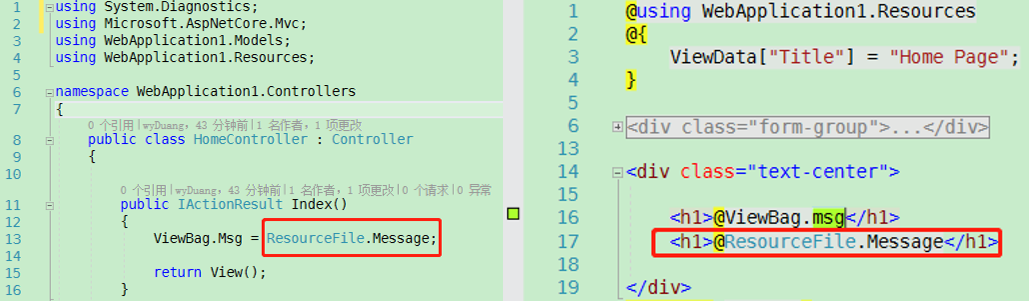 1 using System.Diagnostics;
2 using Microsoft.AspNetCore.Mvc;
3 using WebApplication1.Models;
4 using WebApplication1.Resources;
5
6 namespace WebApplication1.Controllers
7 {
0 个引用|wyDuang，43 分钟前|1 名作者，1 项更改
8 public class HomeController : Controller
9 {
10
0 个引用|wyDuang，43 分钟前|1 名作者，1 项更改|0 个请求|0 异常
11 public IActionResult Index()
12 {
13 ViewBag.Msg = ResourceFile.Message;
14
15 return View();
16 }
1 @using WebApplication1.Resources
2 @{
3 ViewData["Title"] = "Home Page";
4 }
5
6 <div class="form-group">...</div>
13
14 <div class="text-center">
15
16 <h1>@ViewBag.msg</h1>
17 <h1>@ResourceFile.Message</h1>
18
19 </div>